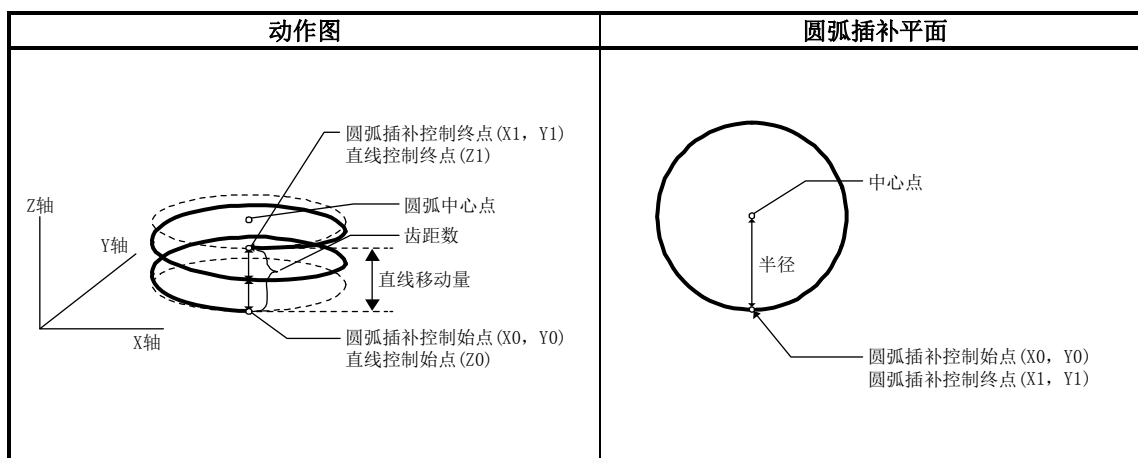 动作图
圆弧插补平面
圆弧插补控制终点(X1, Y1)
直线控制终点(Z1)
Z轴
圆弧中心点
Y轴
齿距数
直线移动量
X轴
圆弧插补控制始点(X0, Y0)
直线控制始点(Z0)
中心点
半径
圆弧插补控制始点(X0, Y0)
圆弧插补控制终点(X1, Y1)